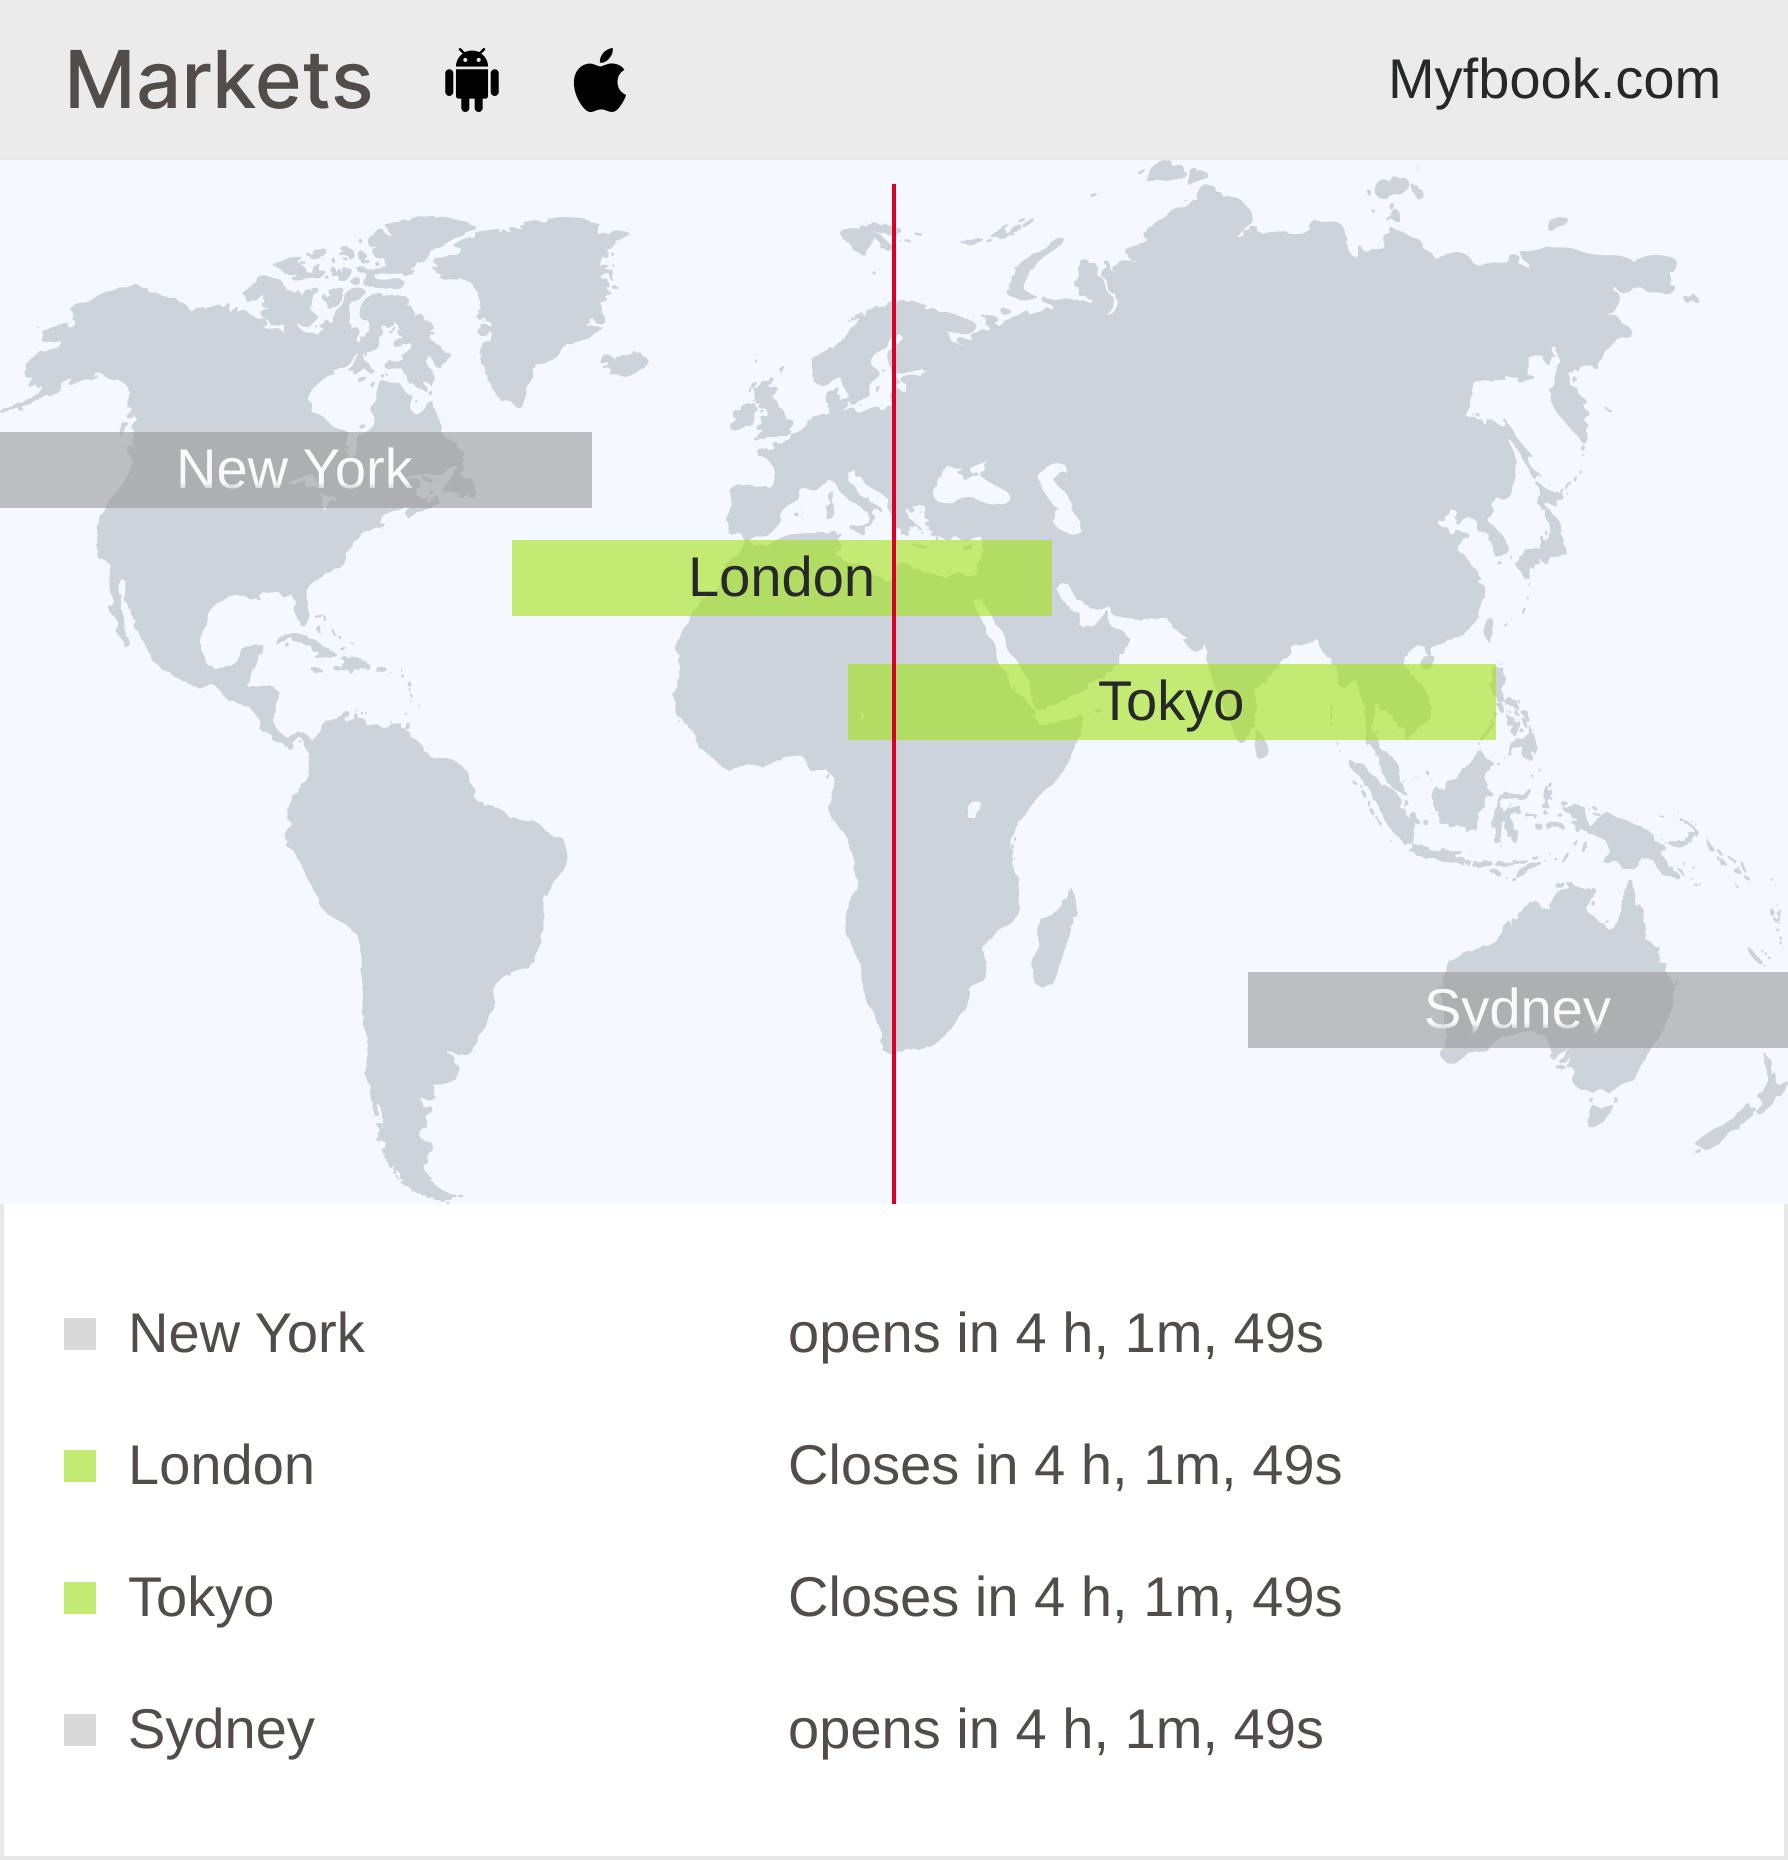 Markets
Myfbook.com
New York
London
Tokyo
Sydney
New York opens in 4 h, 1m, 49s
London Closes in 4 h, 1m, 49s
Tokyo Closes in 4 h, 1m, 49s
Sydney opens in 4 h, 1m, 49s